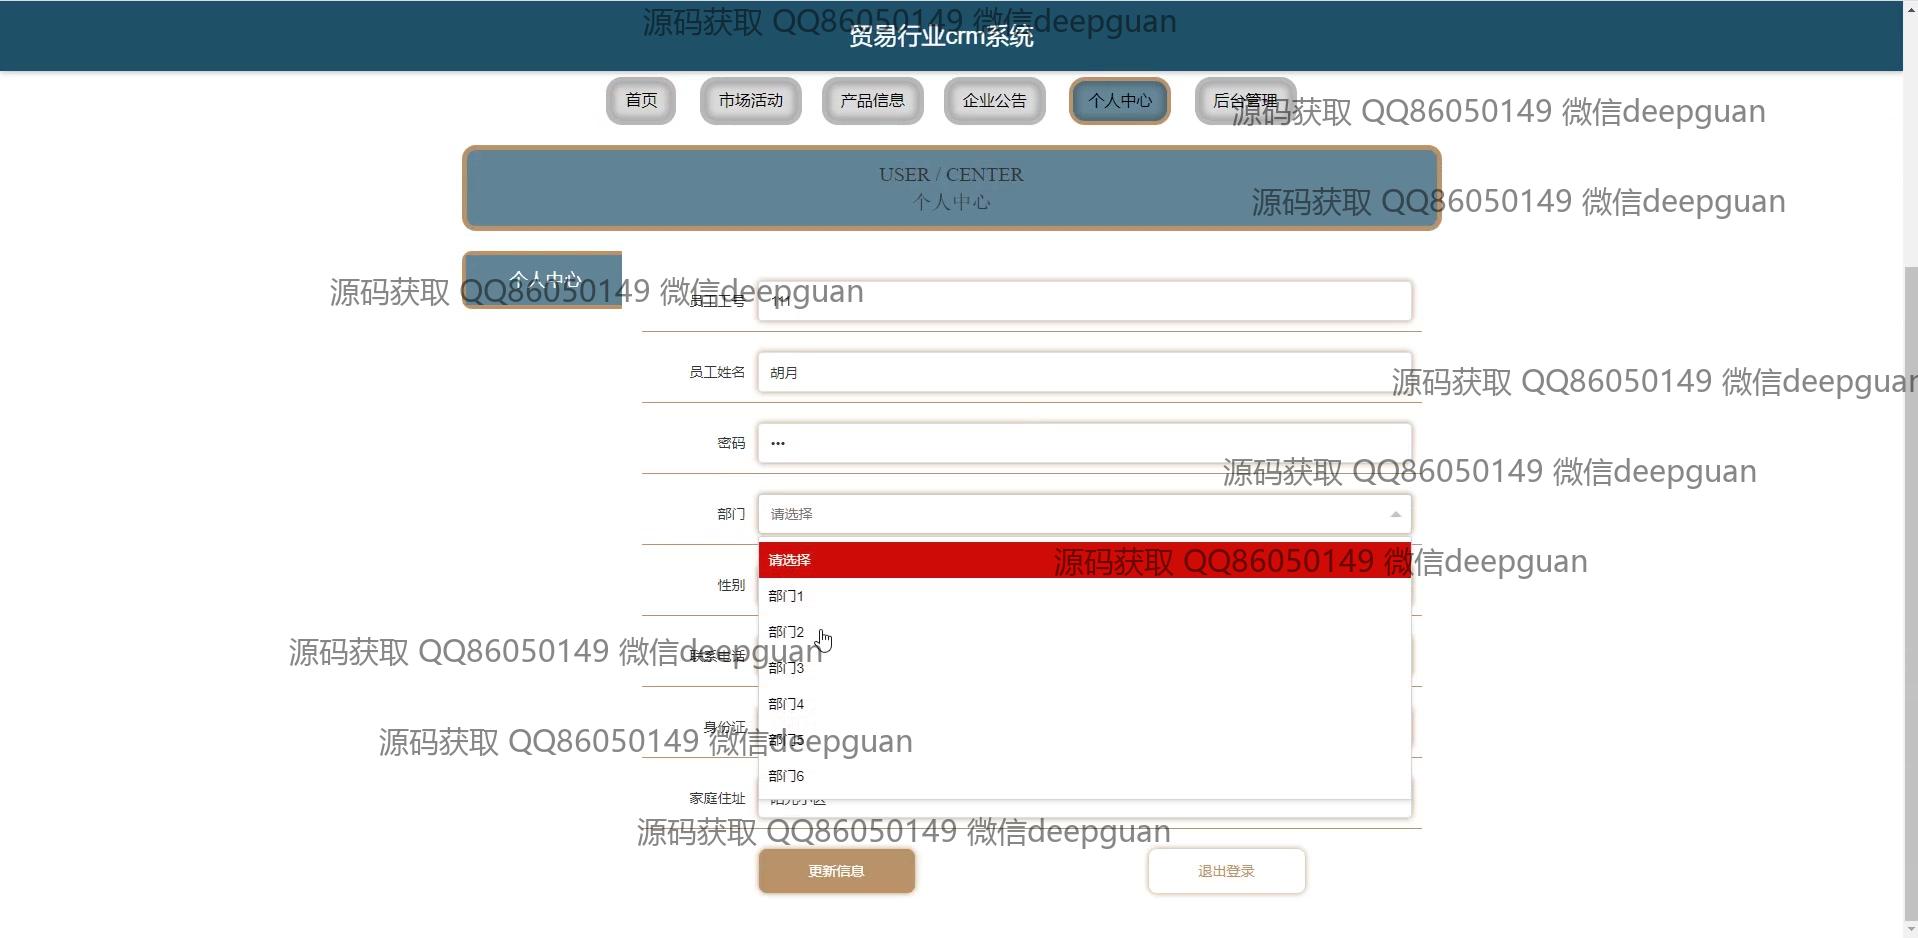 源码获取 QQ86050149 微信deepguan
贸易行业crm系统
首页 市场活动 产品信息 企业公告 个人中心 后台管理
源码获取 QQ86050149 微信deepguan
USER / CENTER
个人中心
源码获取 QQ86050149 微信deepguan
个人中心
源码获取 QQ86050149 微信deepguan
员工工号 111
员工姓名 胡月
源码获取 QQ86050149 微信deepguan
密码 •••
源码获取 QQ86050149 微信deepguan
部门 请选择
请选择
源码获取 QQ86050149 微信deepguan
性别
部门1
部门2
源码获取 QQ86050149 微信deepguan
联系电话
部门3
部门4
身份证
源码获取 QQ86050149 微信deepguan
部门5
部门6
家庭住址
源码获取 QQ86050149 微信deepguan
更新信息 退出登录